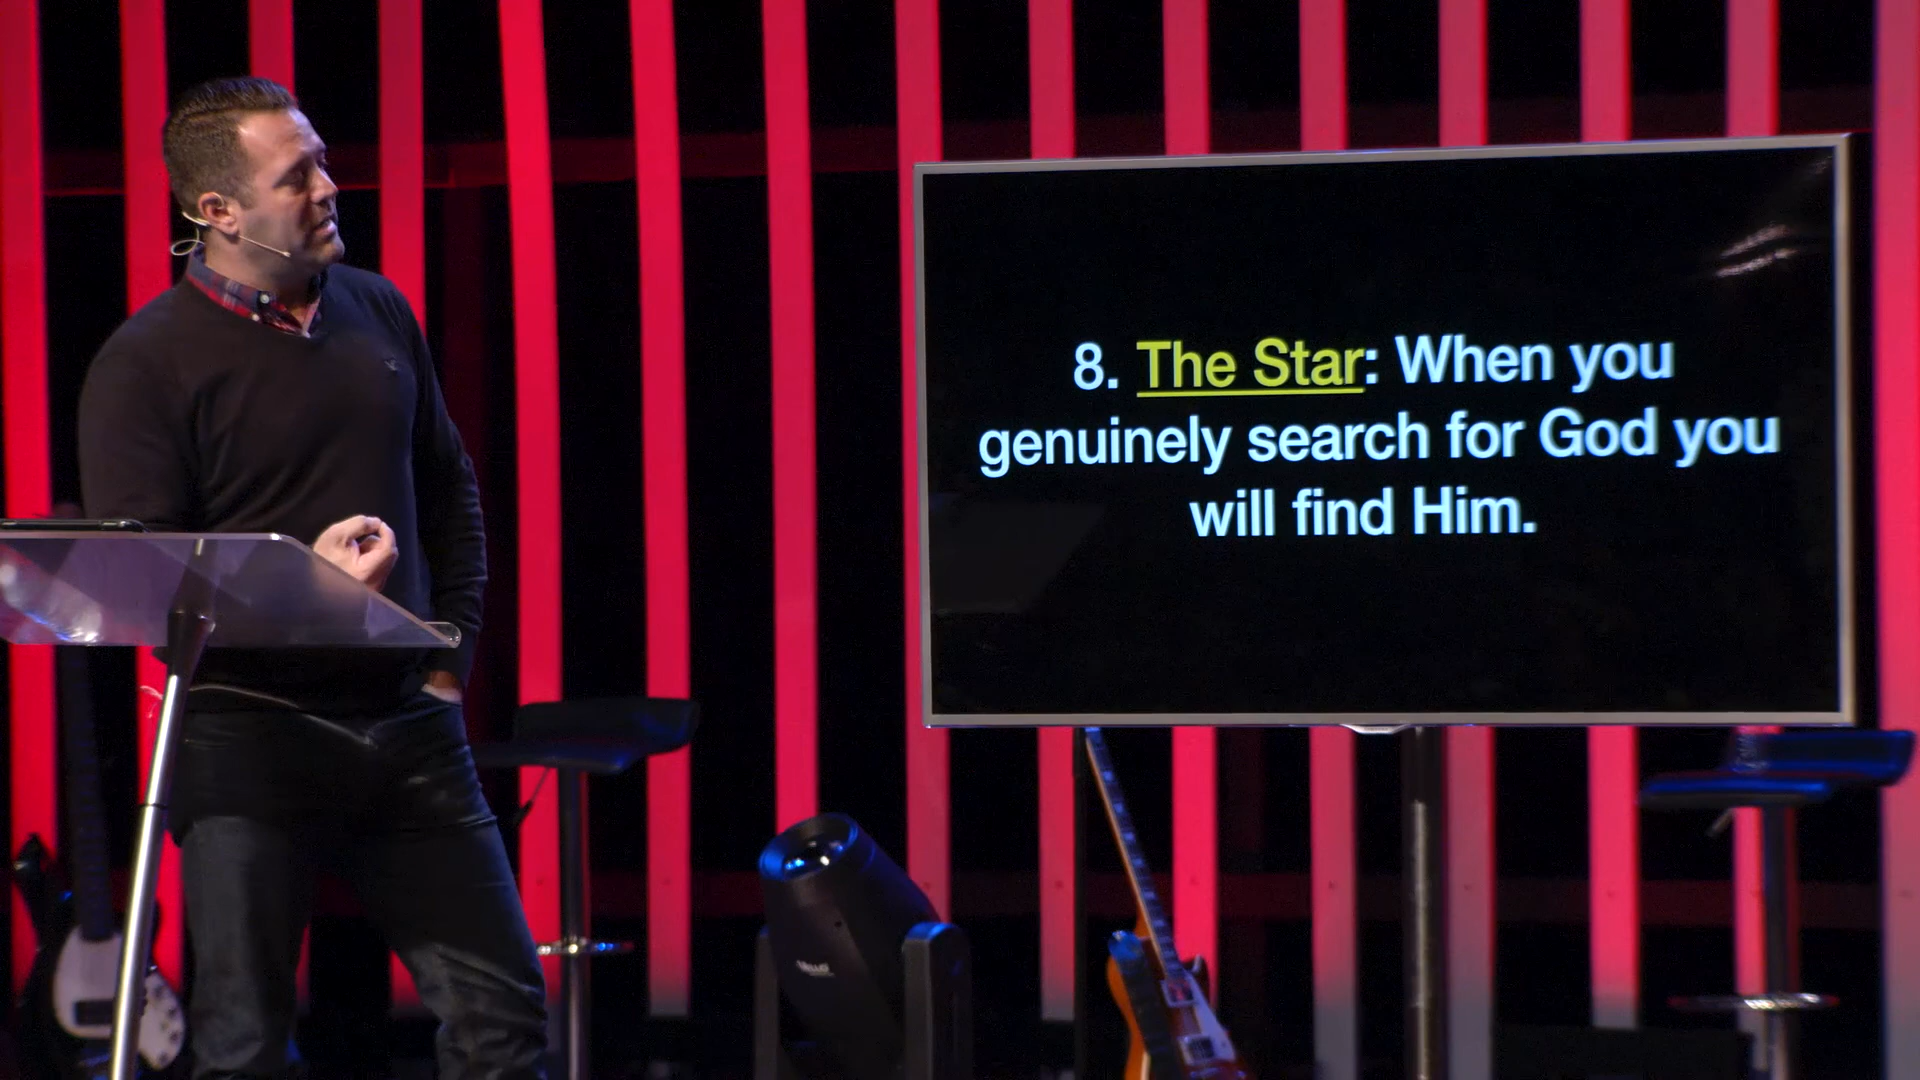 8. The Star: When you
genuinely search for God you
will find Him.